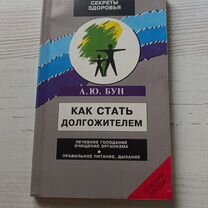 СЕКРЕТЫ
ЗДОРОВЬЯ
А.Ю. БУН
КАК СТАТЬ
ДОЛГОЖИТЕЛЕМ
ЛЕЧЕБНОЕ ГОЛОДАНИЕ
ОЧИЩЕНИЕ ОРГАНИЗМА
ПРАВИЛЬНОЕ ПИТАНИЕ, ДЫХАНИЕ